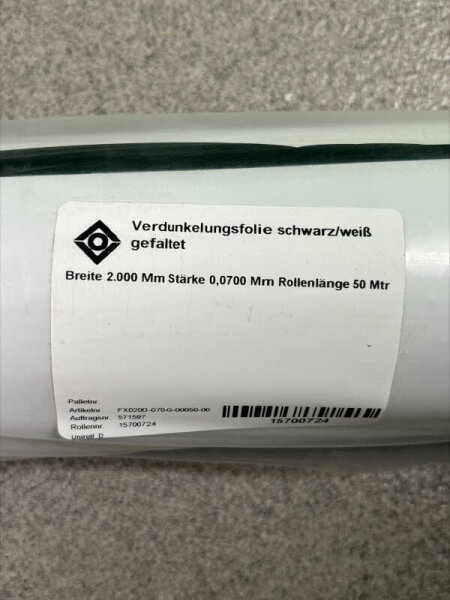 Verdunkelungsfolie schwarz/weiß
gefaltet
Breite 2.000 Mm Stärke 0,0700 Mm Rollenlänge 50 Mtr
Palletnr.
Artikelnr. FX0200-070-0-00050-00
Auftragsnr 571597
Rollennr. 15700724
Uniroll D
15700724